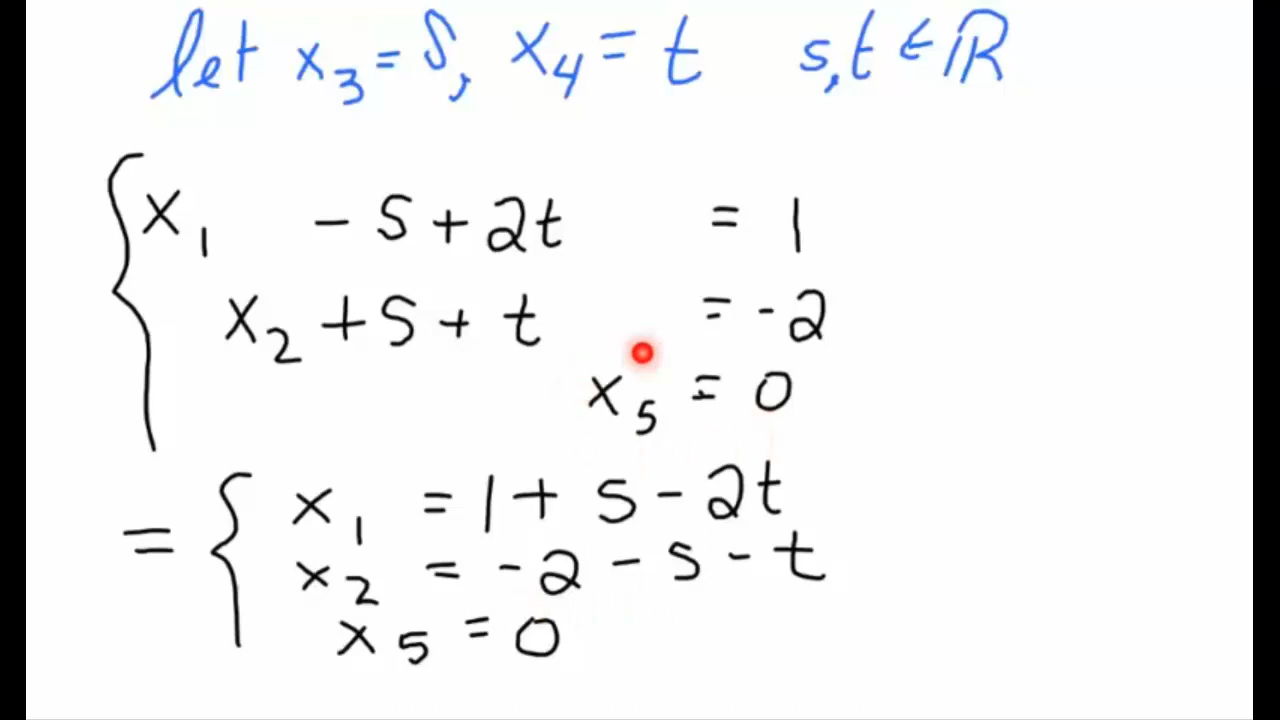 let x₃ = s, x₄ = t s, t ∈ ℝ
{ x₁ - s + 2t = 1
x₂ + s + t = -2
x₅ = 0
= { x₁ = 1 + s - 2t
x₂ = -2 - s - t
x₅ = 0